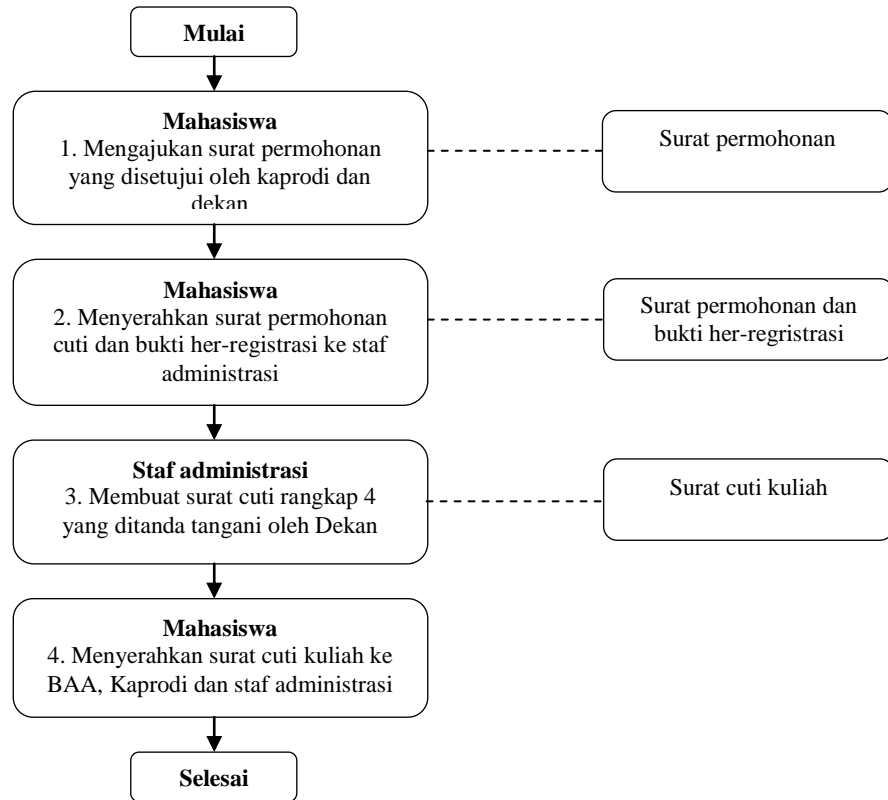 Mulai
Mahasiswa
1. Mengajukan surat permohonan
yang disetujui oleh kaprodi dan
dekan
Surat permohonan
Mahasiswa
2. Menyerahkan surat permohonan
cuti dan bukti her-registrasi ke staf
administrasi
Surat permohonan dan
bukti her-regristrasi
Staf administrasi
3. Membuat surat cuti rangkap 4
yang ditanda tangani oleh Dekan
Surat cuti kuliah
Mahasiswa
4. Menyerahkan surat cuti kuliah ke
BAA, Kaprodi dan staf administrasi
Selesai